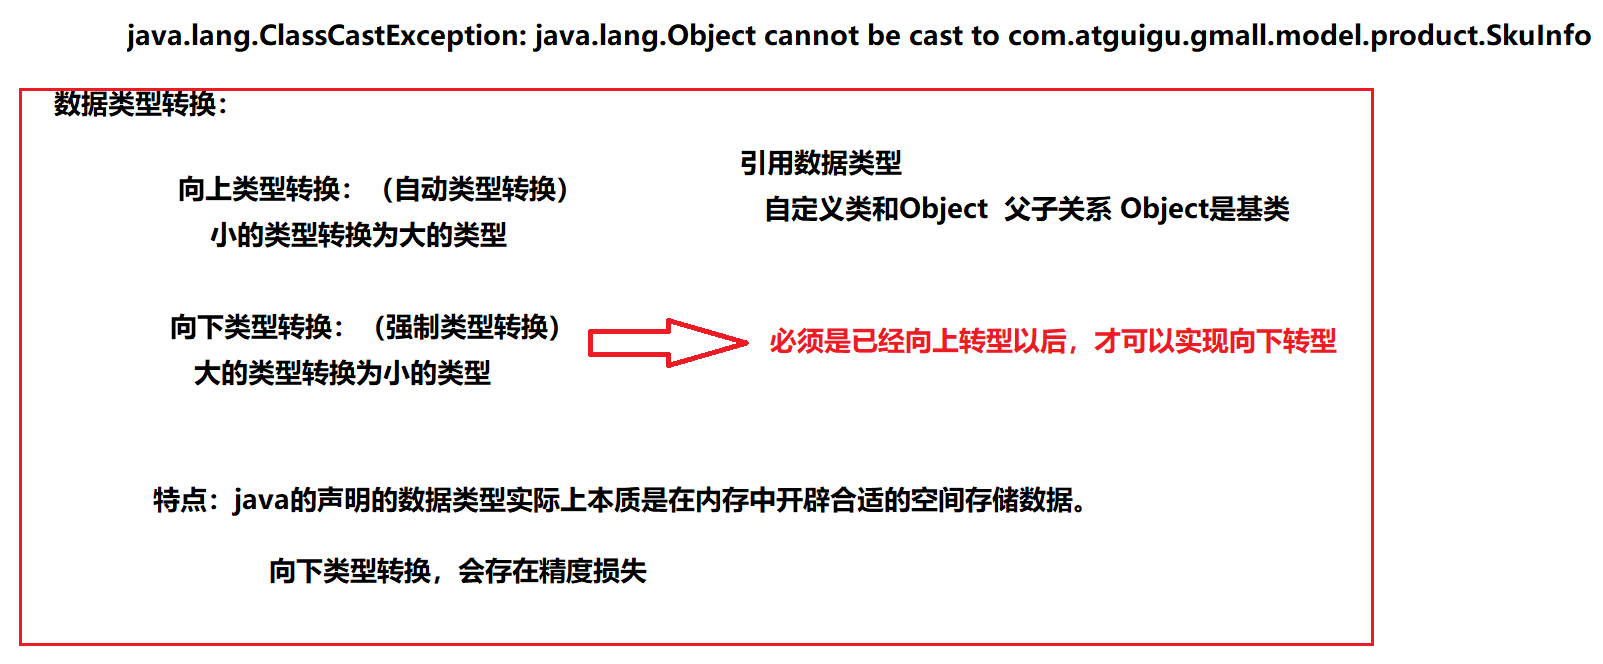 java.lang.ClassCastException: java.lang.Object cannot be cast to com.atguigu.gmall.model.product.SkuInfo
数据类型转换：
向上类型转换：（自动类型转换）
小的类型转换为大的类型
引用数据类型
自定义类和Object 父子关系 Object是基类
向下类型转换：（强制类型转换）
大的类型转换为小的类型
必须是已经向上转型以后，才可以实现向下转型
特点：java的声明的数据类型实际上本质是在内存中开辟合适的空间存储数据。
向下类型转换，会存在精度损失